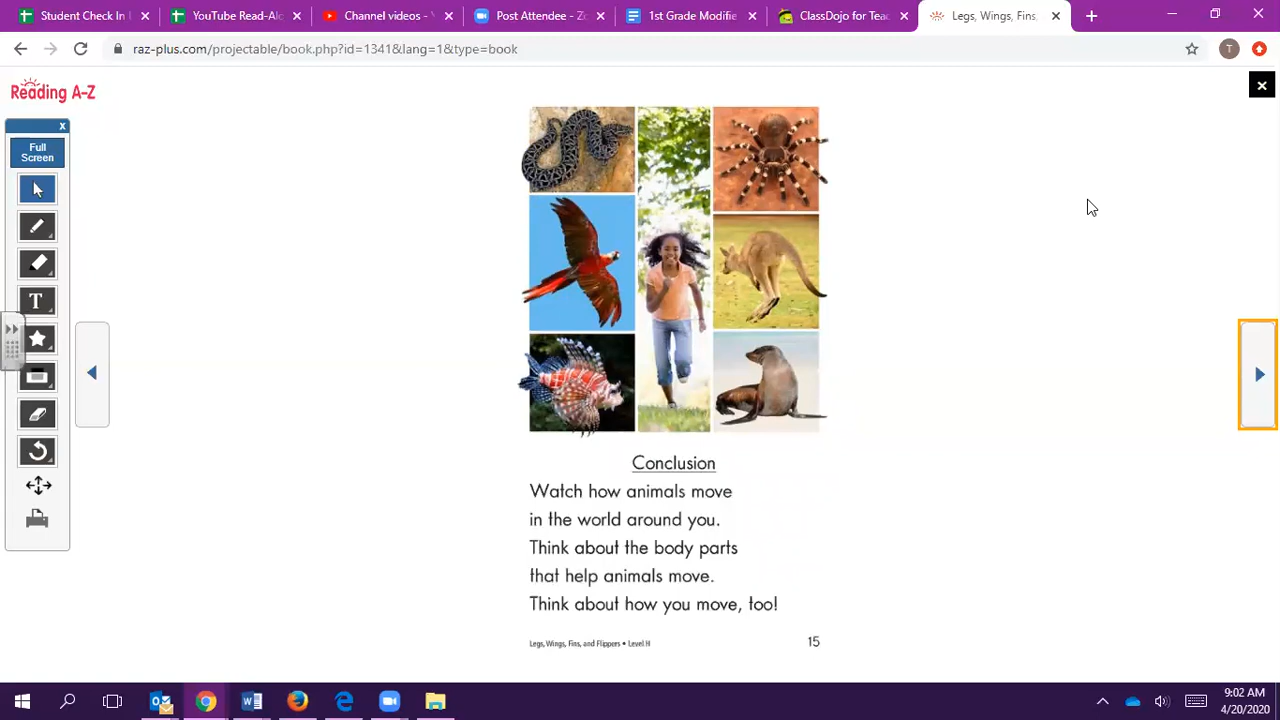 Student Check In
YouTube Read-Alo
Channel videos - Y
Post Attendee - Zo
1st Grade Modifie
ClassDojo for Tea
Legs, Wings, Fins,
raz-plus.com/projectable/book.php?id=1341&lang=1&type=book
T
Reading A-Z
x
Full
Screen
T
Conclusion
Watch how animals move
in the world around you.
Think about the body parts
that help animals move.
Think about how you move, too!
Legs, Wings, Fins, and Flippers • Level H
15
9:02 AM
4/20/2020